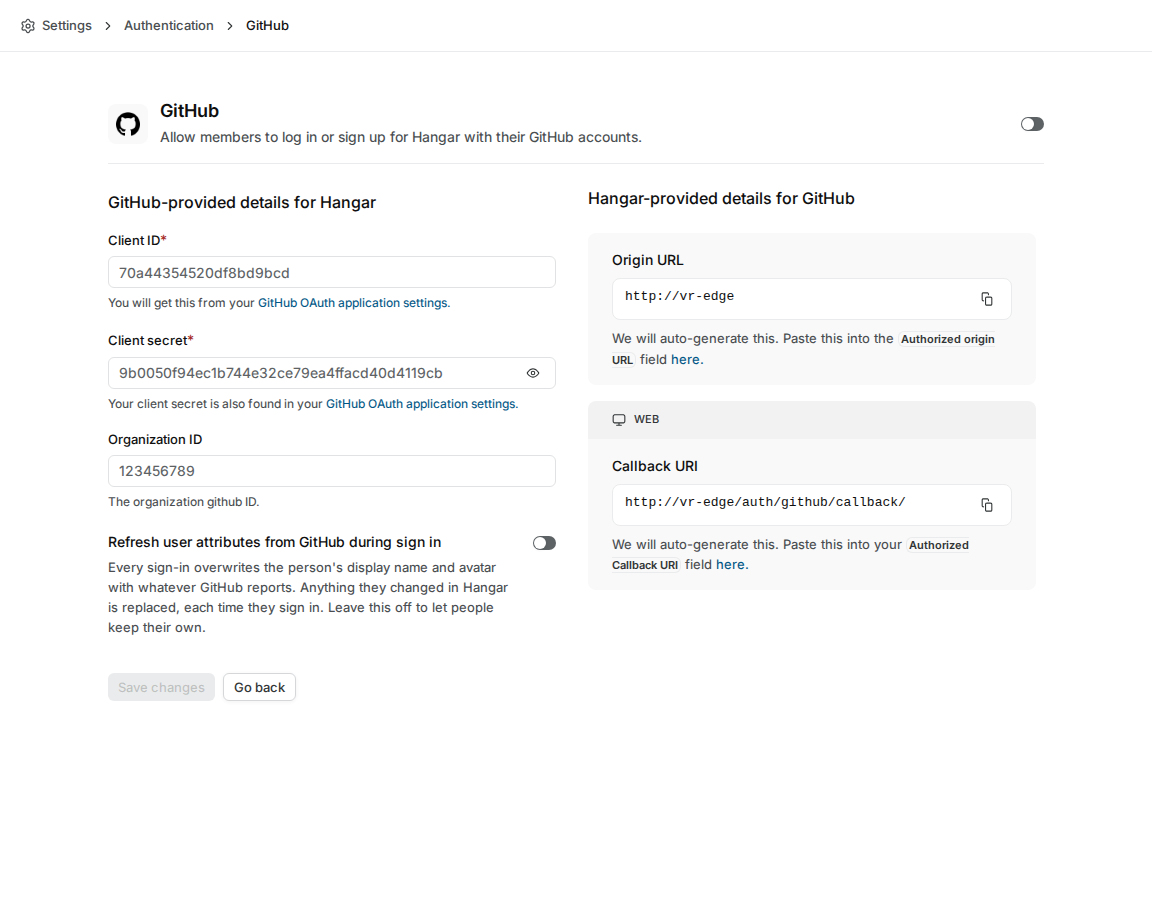 Settings > Authentication > GitHub
GitHub
Allow members to log in or sign up for Hangar with their GitHub accounts.
GitHub-provided details for Hangar
Client ID*
70a44354520df8bd9bcd
You will get this from your GitHub OAuth application settings.
Client secret*
9b0050f94ec1b744e32ce79ea4ffacd40d4119cb
Your client secret is also found in your GitHub OAuth application settings.
Organization ID
123456789
The organization github ID.
Refresh user attributes from GitHub during sign in
Every sign-in overwrites the person's display name and avatar
with whatever GitHub reports. Anything they changed in Hangar
is replaced, each time they sign in. Leave this off to let people
keep their own.
Save changes
Go back
Hangar-provided details for GitHub
Origin URL
http://vr-edge
We will auto-generate this. Paste this into the Authorized origin
URL field here.
WEB
Callback URI
http://vr-edge/auth/github/callback/
We will auto-generate this. Paste this into your Authorized
Callback URI field here.